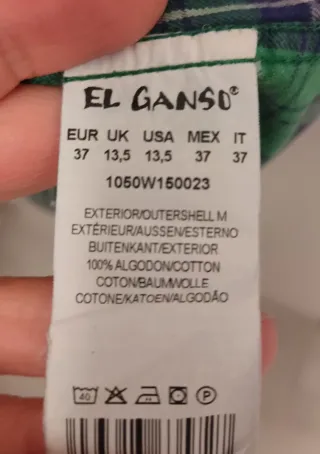 EL GANSO®
EUR UK USA MEX IT
37 13,5 13,5 37 37
1050W150023
EXTERIOR/OUTERSHELL M
EXTÉRIEUR/AUSSEN/ESTERNO
BUITENKANT/EXTERIOR
100% ALGODON/COTTON
COTON/BAUMWOLLE
COTONE/KATOEN/ALGODÃO
40 P